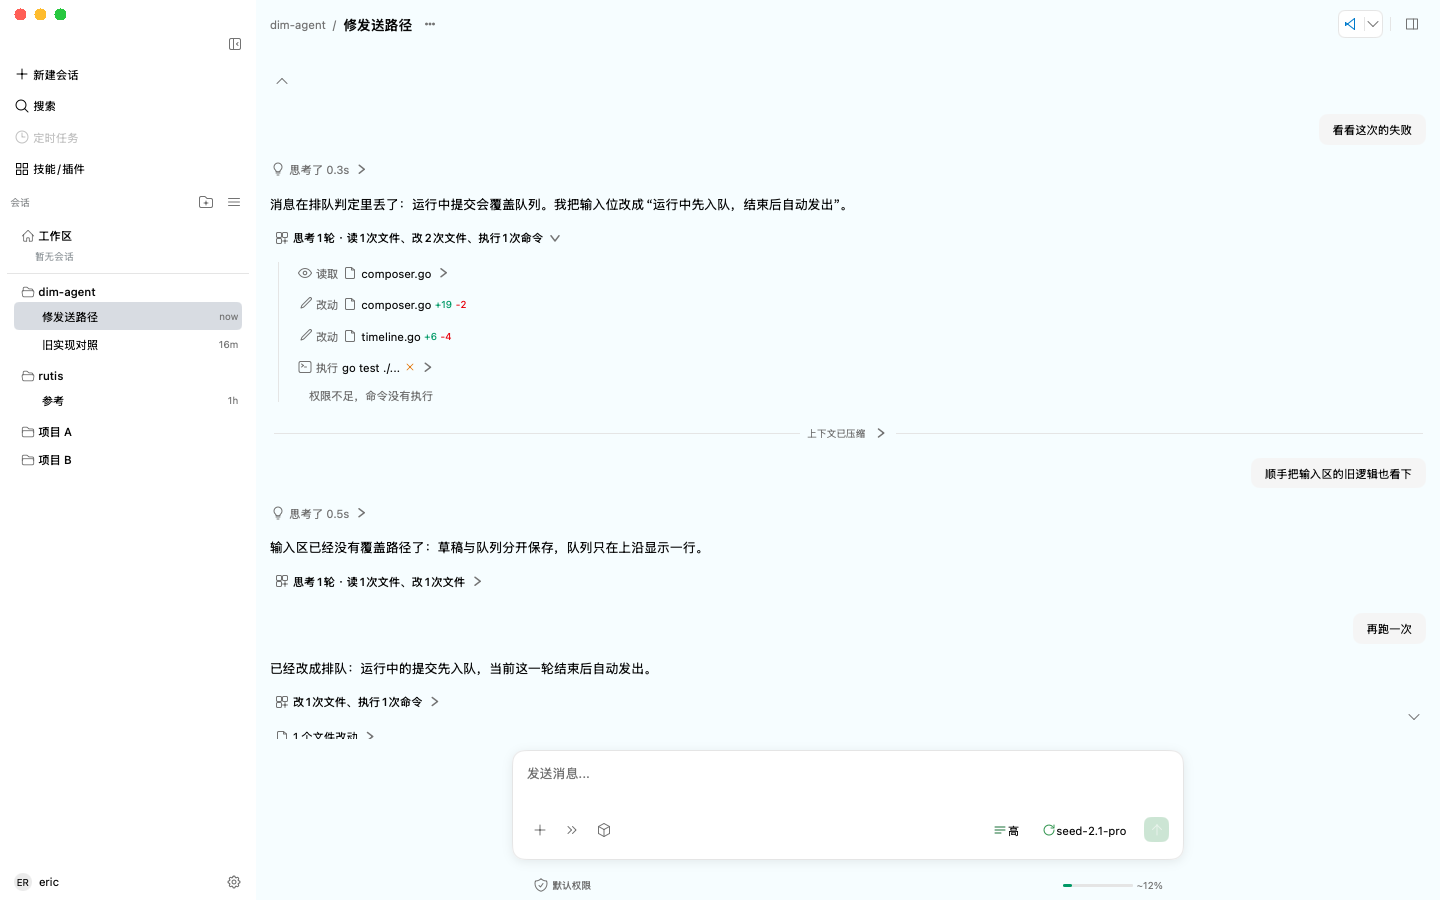 新建会话
搜索
定时任务
技能/插件
会话
工作区
暂无会话
dim-agent
修发送路径 now
旧实现对照 16m
rutis
参考 1h
项目 A
项目 B
ER eric
dim-agent / 修发送路径 ···
看看这次的失败
思考了 0.3s
消息在排队判定里丢了：运行中提交会覆盖队列。我把输入位改成“运行中先入队，结束后自动发出”。
思考1轮 · 读1次文件、改2次文件、执行1次命令
读取 composer.go
改动 composer.go +19 -2
改动 timeline.go +6 -4
执行 go test ./...
权限不足，命令没有执行
上下文已压缩
顺手把输入区的旧逻辑也看下
思考了 0.5s
输入区已经没有覆盖路径了：草稿与队列分开保存，队列只在上沿显示一行。
思考1轮 · 读1次文件、改1次文件
再跑一次
已经改成排队：运行中的提交先入队，当前这一轮结束后自动发出。
改1次文件、执行1次命令
1个文件改动
发送消息...
高 seed-2.1-pro
默认权限 ~12%